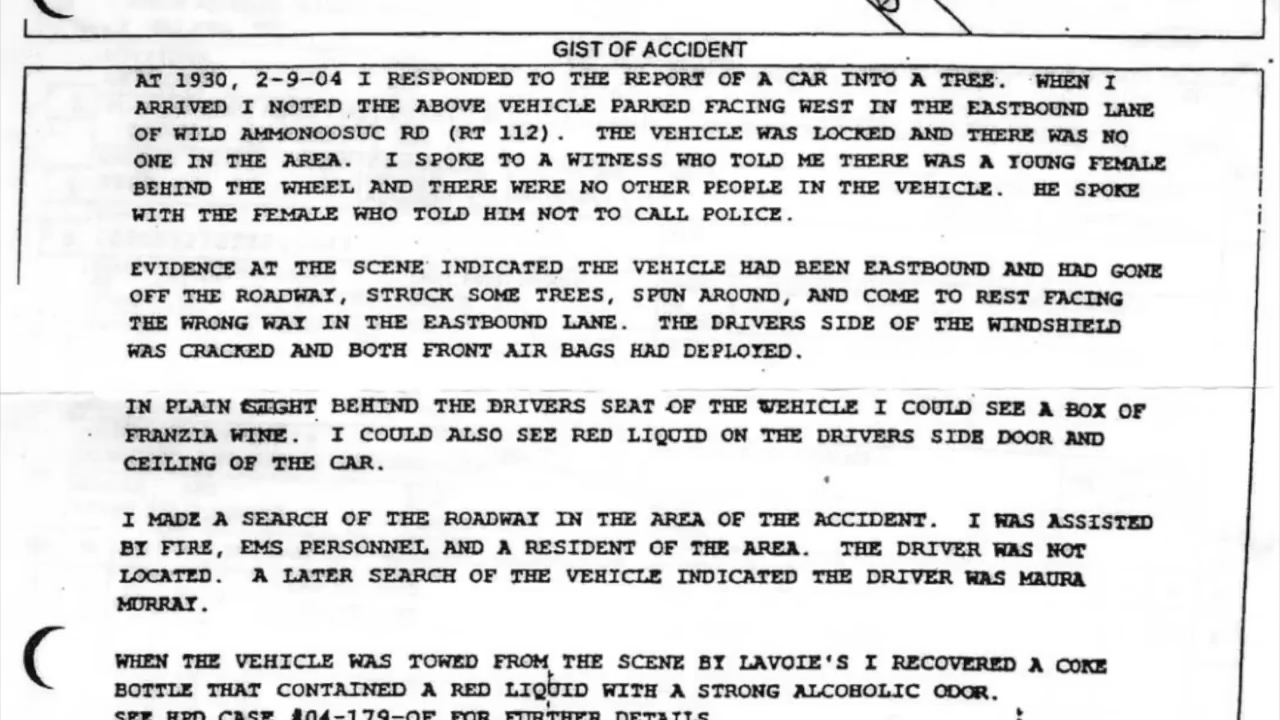 GIST OF ACCIDENT
AT 1930, 2-9-04 I RESPONDED TO THE REPORT OF A CAR INTO A TREE. WHEN I
ARRIVED I NOTED THE ABOVE VEHICLE PARKED FACING WEST IN THE EASTBOUND LANE
OF WILD AMMONOOSUC RD (RT 112). THE VEHICLE WAS LOCKED AND THERE WAS NO
ONE IN THE AREA. I SPOKE TO A WITNESS WHO TOLD ME THERE WAS A YOUNG FEMALE
BEHIND THE WHEEL AND THERE WERE NO OTHER PEOPLE IN THE VEHICLE. HE SPOKE
WITH THE FEMALE WHO TOLD HIM NOT TO CALL POLICE.
EVIDENCE AT THE SCENE INDICATED THE VEHICLE HAD BEEN EASTBOUND AND HAD GONE
OFF THE ROADWAY, STRUCK SOME TREES, SPUN AROUND, AND COME TO REST FACING
THE WRONG WAY IN THE EASTBOUND LANE. THE DRIVERS SIDE OF THE WINDSHIELD
WAS CRACKED AND BOTH FRONT AIR BAGS HAD DEPLOYED.
IN PLAIN SIGHT BEHIND THE DRIVERS SEAT OF THE VEHICLE I COULD SEE A BOX OF
FRANZIA WINE. I COULD ALSO SEE RED LIQUID ON THE DRIVERS SIDE DOOR AND
CEILING OF THE CAR.
I MADE A SEARCH OF THE ROADWAY IN THE AREA OF THE ACCIDENT. I WAS ASSISTED
BY FIRE, EMS PERSONNEL AND A RESIDENT OF THE AREA. THE DRIVER WAS NOT
LOCATED. A LATER SEARCH OF THE VEHICLE INDICATED THE DRIVER WAS MAURA
MURRAY.
WHEN THE VEHICLE WAS TOWED FROM THE SCENE BY LAVOIE'S I RECOVERED A COKE
BOTTLE THAT CONTAINED A RED LIQUID WITH A STRONG ALCOHOLIC ODOR.
SEE HPD CASE #04-179-OF FOR FURTHER DETAILS